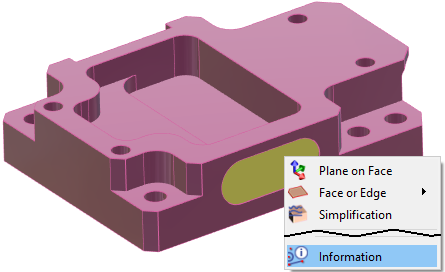 Plane on Face
Face or Edge
Simplification
Information